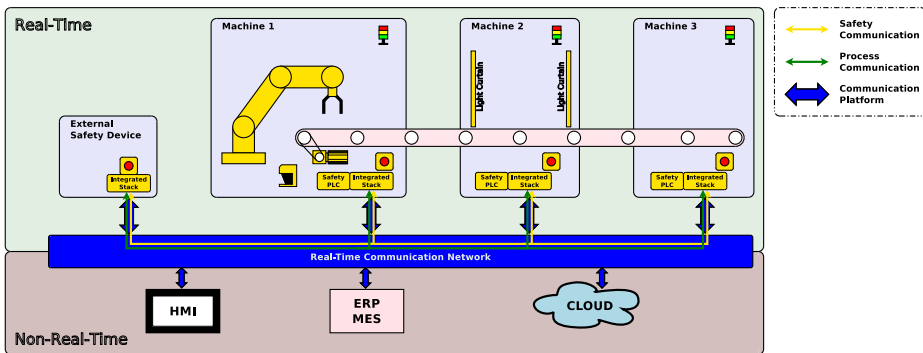 Real-Time
Machine 1
Machine 2
Machine 3
Safety
Communication
Process
Communication
Communication
Platform
Light Curtain
Light Curtain
External
Safety Device
Integrated
Stack
Safety
PLC
Integrated
Stack
Safety
PLC
Integrated
Stack
Safety
PLC
Integrated
Stack
Real-Time Communication Network
HMI
ERP
MES
CLOUD
Non-Real-Time